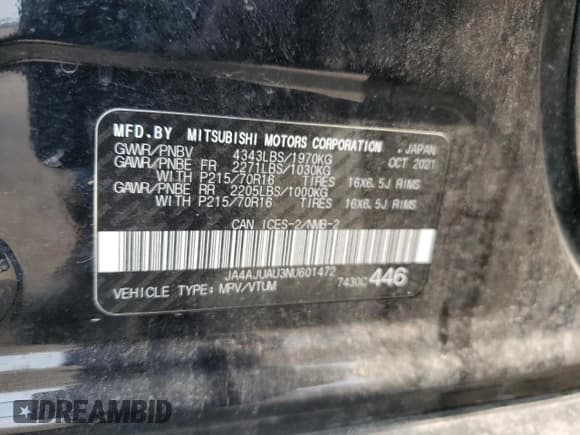 MFD.BY MITSUBISHI MOTORS CORPORATION . JAPAN
GVWR/PNBV 4343LBS/1970KG OCT 2021
GAWR/PNBE FR 2271LBS/1030KG
WITH P215/70R16 TIRES 16X6.5J RIMS
GAWR/PNBE RR 2205LBS/1000KG
WITH P215/70R16 TIRES 16X6.5J RIMS
CAN ICES-2/NMB-2
JA4AJUAU3NU601472
VEHICLE TYPE: MPV/VTUM 7430C 446
DREAMBID